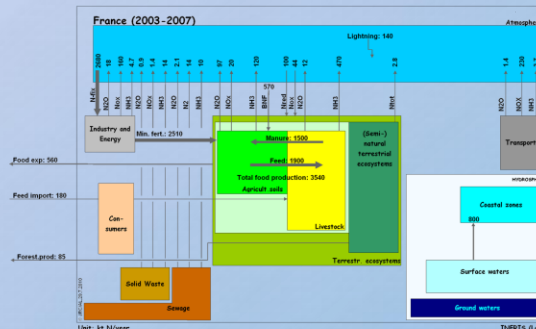 France (2003-2007)
Atmosphe
Lightning: 140
2680
18
160
4.7
0.9
1.4
14
2.1
14
10
97
20
120
570
100
44
12
470
2.8
1.4
230
N-fix
N2O
Nox
NH3
N2O
NOx
NH3
N2O
N2
NH3
N2O
NOx
NH3
BNF
Nred
Nox
N2O
NH3
N2O
NOX
NH3
Industry and
Energy
Min. fert.: 2510
Manure: 1500
Feed: 1900
Total food production: 3540
Agricult.soils
Livestock
(Semi-)
natural
terrestrial
ecosystems
Terrestr. ecosystems
Transport
Food exp: 560
Feed import: 180
Con-
sumers
Forest.prod: 85
Solid Waste
Sewage
HYDROSPH
Coastal zones
800
Surface waters
Ground waters
Unit: kt N/year